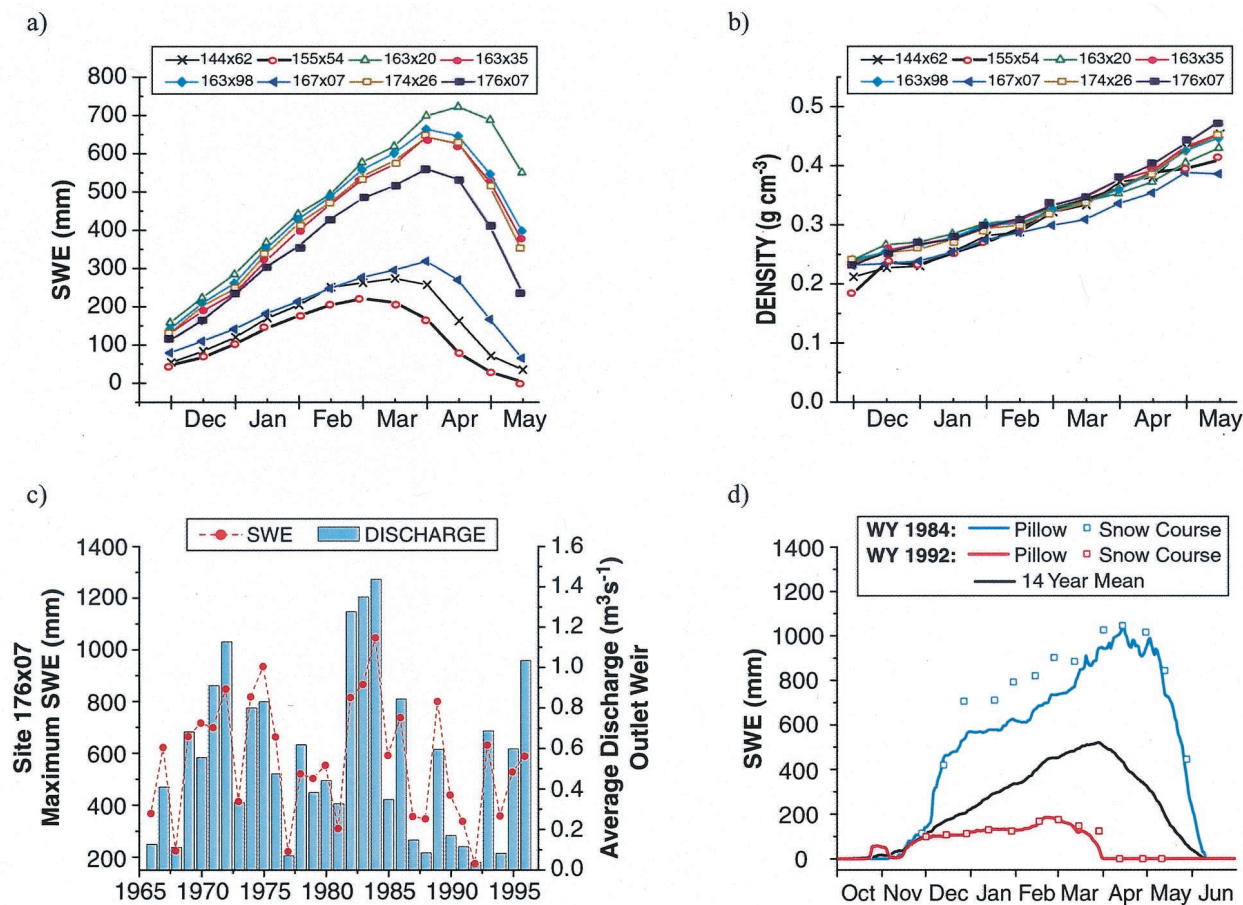 a)
144x62 155x54 163x20 163x35
163x98 167x07 174x26 176x07
SWE (mm)
800
700
600
500
400
300
200
100
0
Dec Jan Feb Mar Apr May
b)
144x62 155x54 163x20 163x35
163x98 167x07 174x26 176x07
DENSITY (g cm-3)
0.5
0.4
0.3
0.2
0.1
0.0
Dec Jan Feb Mar Apr May
c)
SWE DISCHARGE
Site 176x07
Maximum SWE (mm)
1400
1200
1000
800
600
400
200
1965 1970 1975 1980 1985 1990 1995
1.6
1.4
1.2
1.0
0.8
0.6
0.4
0.2
0.0
Average Discharge (m3s-1)
Outlet Weir
d)
WY 1984: Pillow Snow Course
WY 1992: Pillow Snow Course
14 Year Mean
SWE (mm)
1400
1200
1000
800
600
400
200
0
Oct Nov Dec Jan Feb Mar Apr May Jun